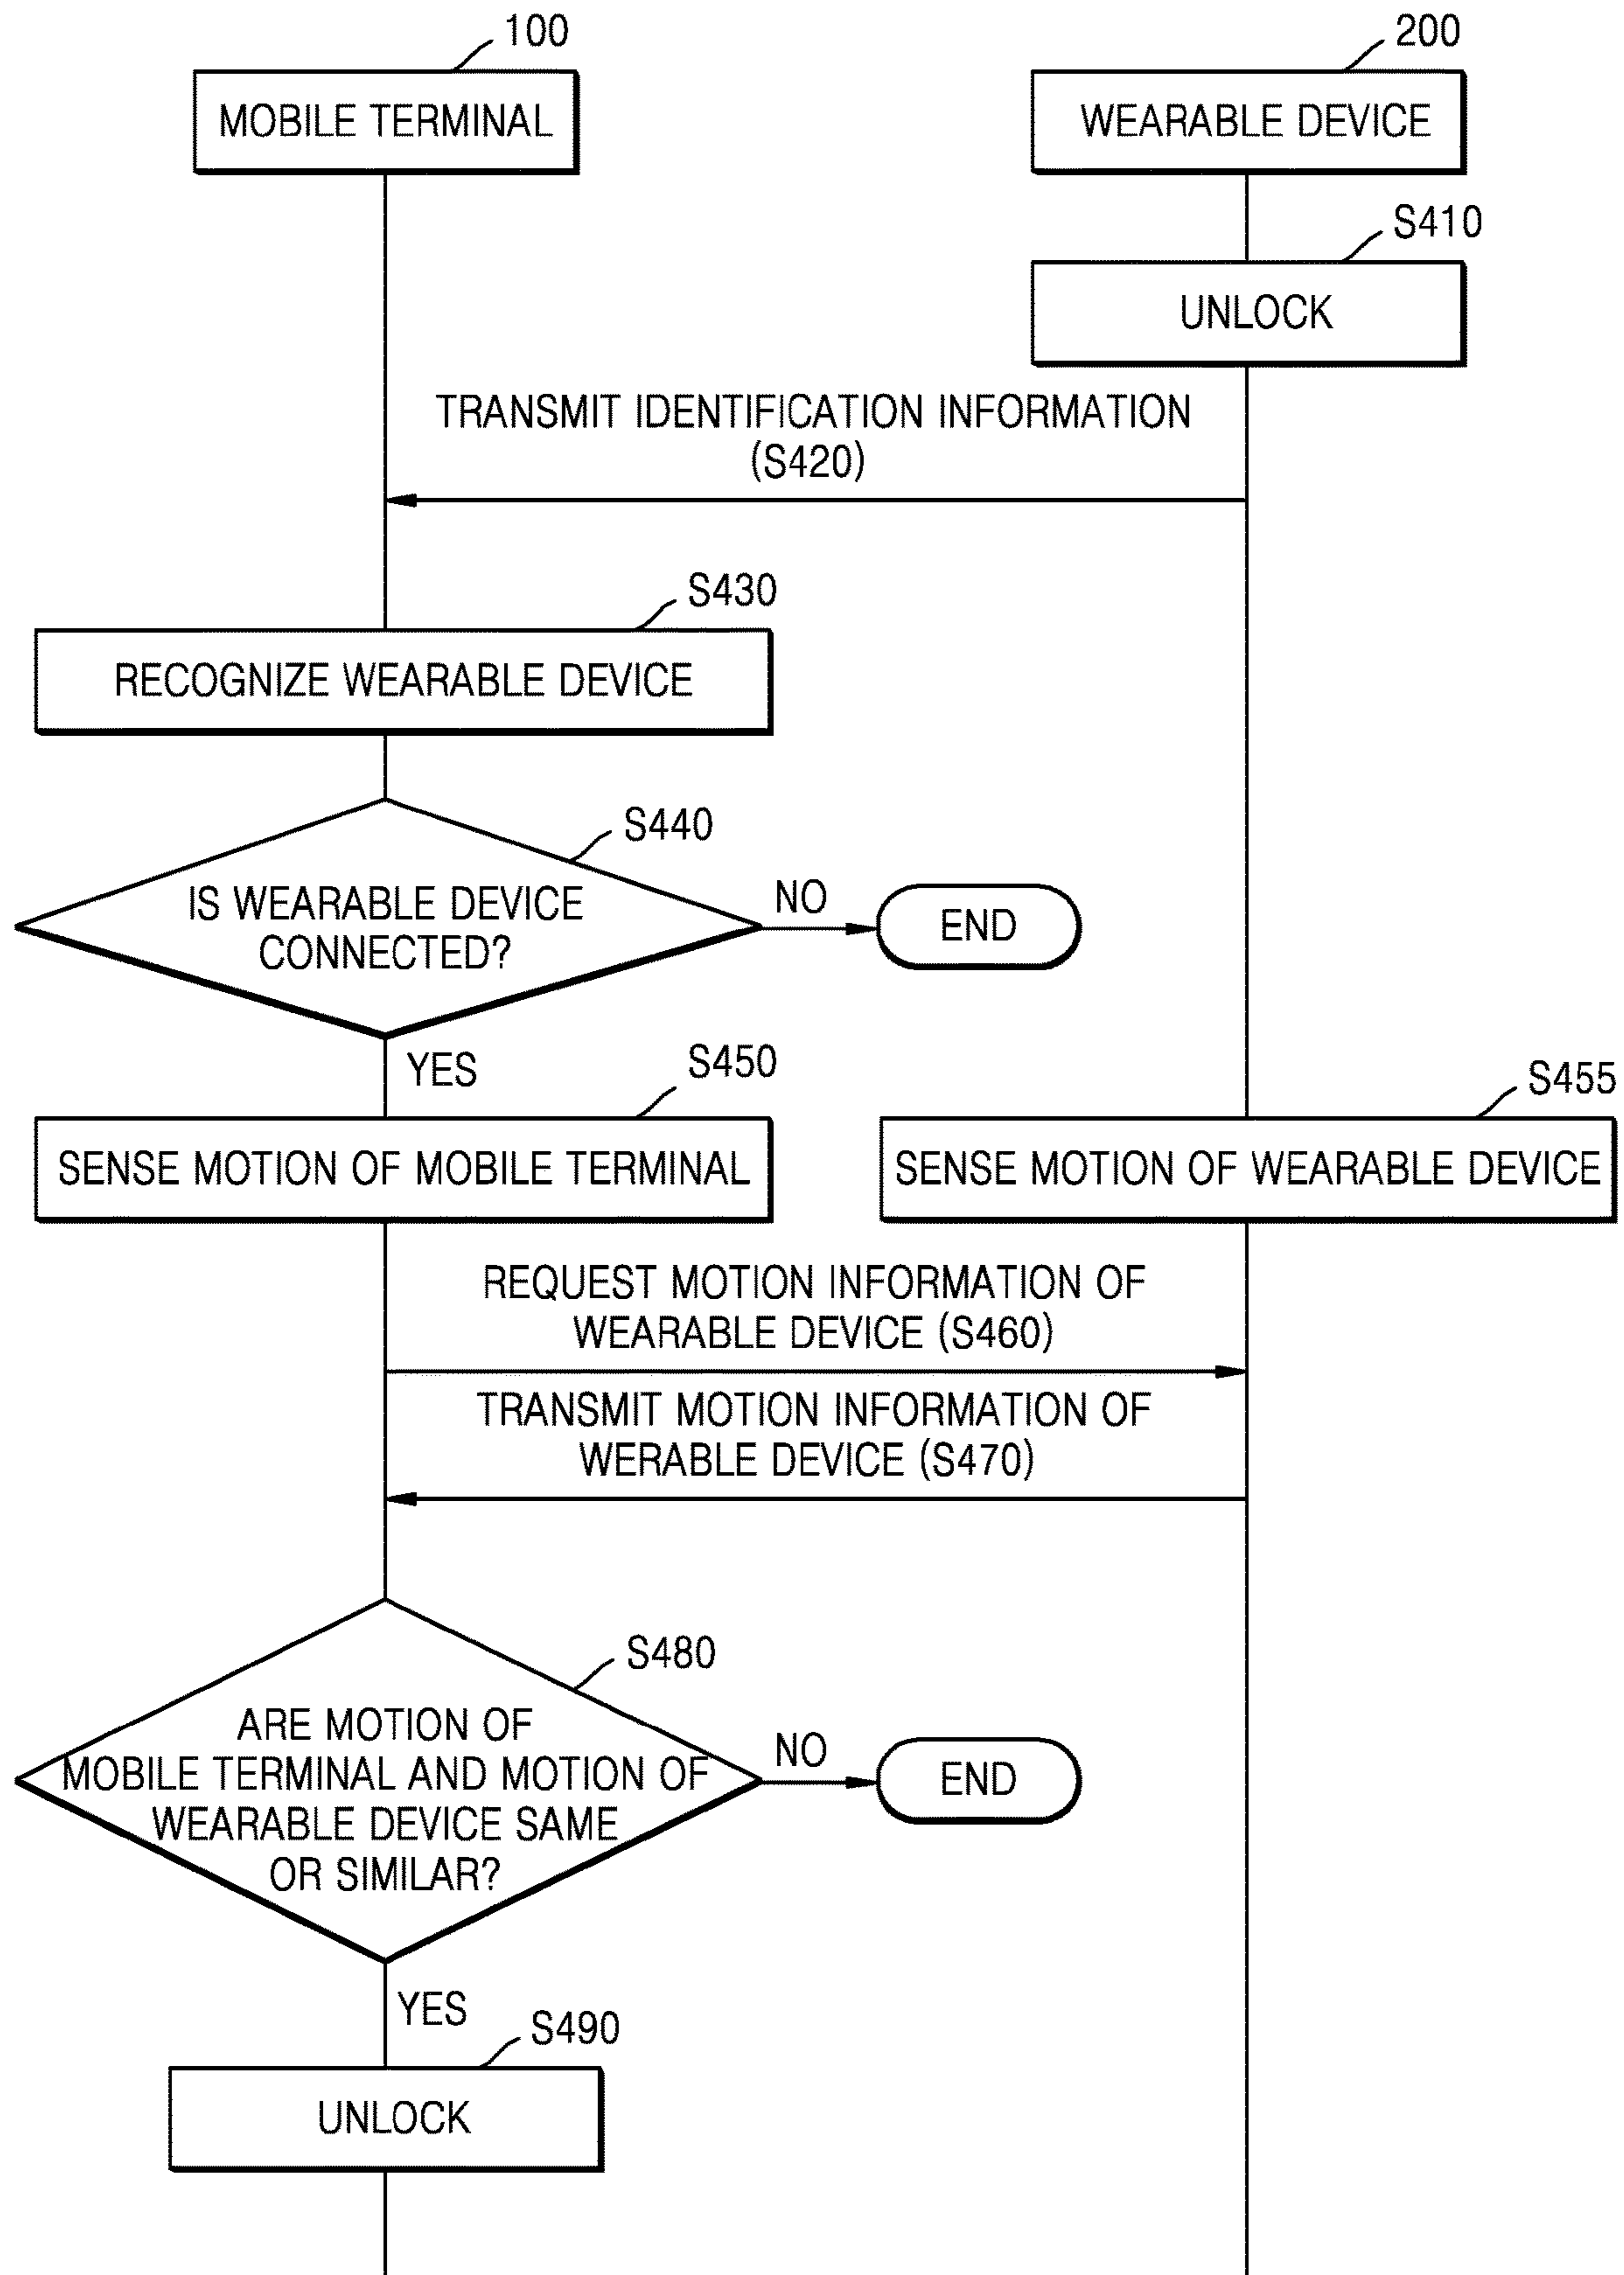 100
200
MOBILE TERMINAL
WEARABLE DEVICE
S410
UNLOCK
TRANSMIT IDENTIFICATION INFORMATION
(S420)
S430
RECOGNIZE WEARABLE DEVICE
S440
IS WEARABLE DEVICE
CONNECTED?
NO
END
YES
S450
S455
SENSE MOTION OF MOBILE TERMINAL
SENSE MOTION OF WEARABLE DEVICE
REQUEST MOTION INFORMATION OF
WEARABLE DEVICE (S460)
TRANSMIT MOTION INFORMATION OF
WERABLE DEVICE (S470)
S480
ARE MOTION OF
MOBILE TERMINAL AND MOTION OF
WEARABLE DEVICE SAME
OR SIMILAR?
NO
END
YES
S490
UNLOCK